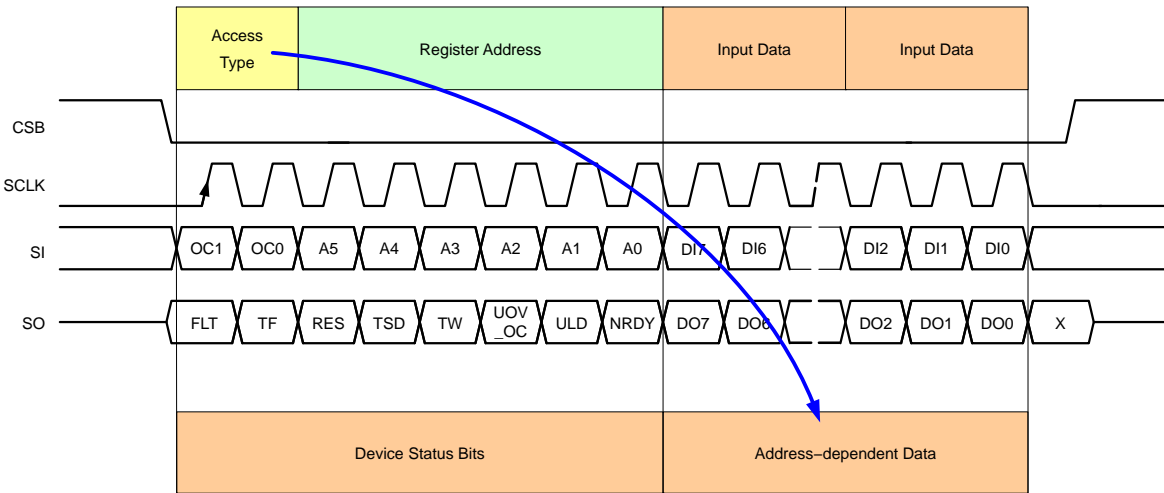 Access
Type
Register Address
Input Data
Input Data
CSB
SCLK
SI
OC1 OC0 A5 A4 A3 A2 A1 A0 DI7 DI6 DI2 DI1 DI0
SO
FLT TF RES TSD TW UOV
_OC ULD NRDY DO7 DO6 DO2 DO1 DO0 X
Device Status Bits
Address−dependent Data